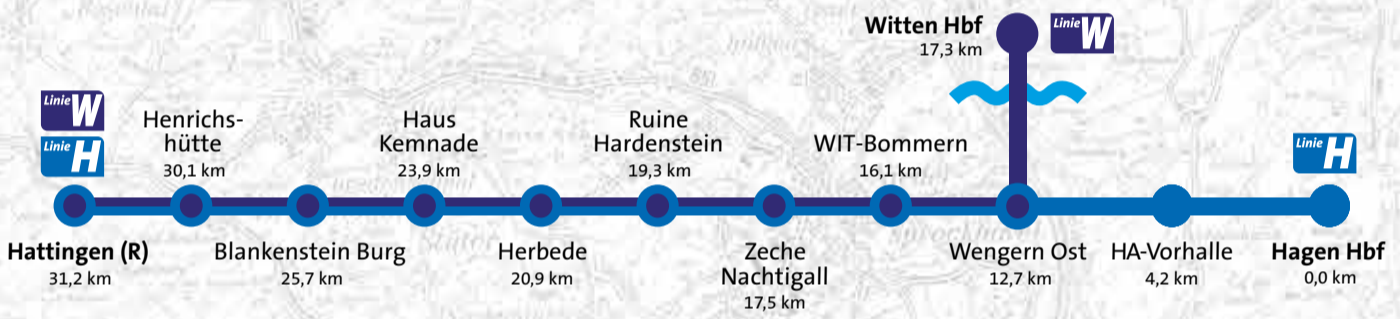 Witten Hbf
17,3 km
Linie W
Linie W
Linie H
Henrichs-
hütte
30,1 km
Haus
Kemnade
23,9 km
Ruine
Hardenstein
19,3 km
WIT-Bommern
16,1 km
Linie H
Hattingen (R)
31,2 km
Blankenstein Burg
25,7 km
Herbede
20,9 km
Zeche
Nachtigall
17,5 km
Wengern Ost
12,7 km
HA-Vorhalle
4,2 km
Hagen Hbf
0,0 km